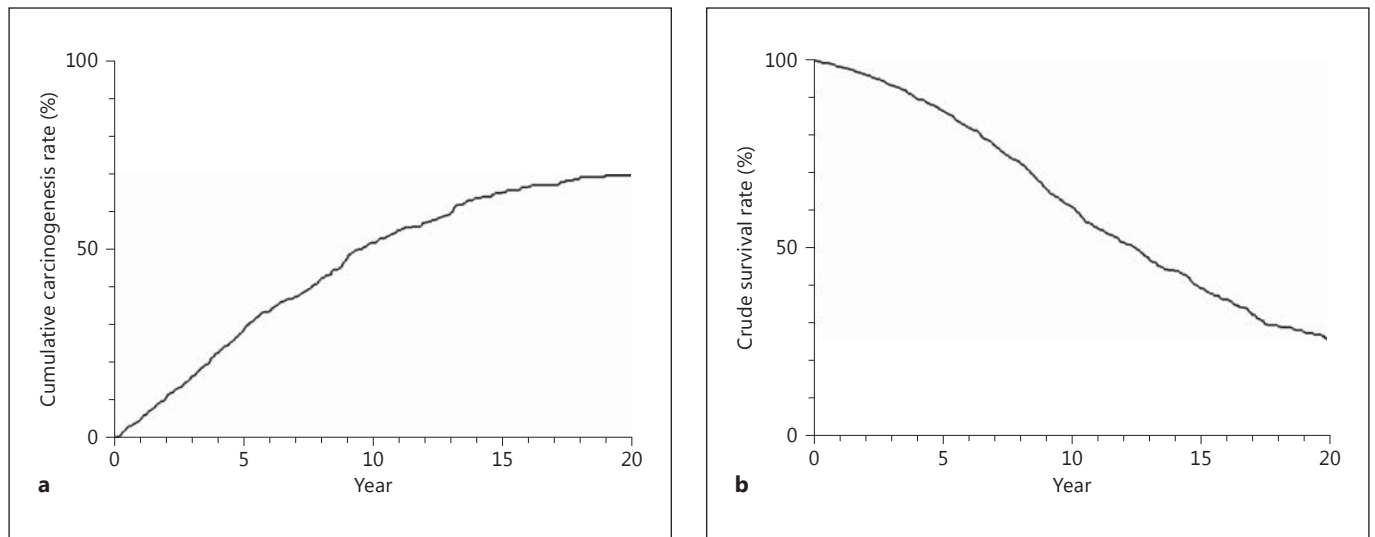 Cumulative carcinogenesis rate (%)
100
50
0
0 5 10 15 20
Year
a
Crude survival rate (%)
100
50
0
0 5 10 15 20
Year
b